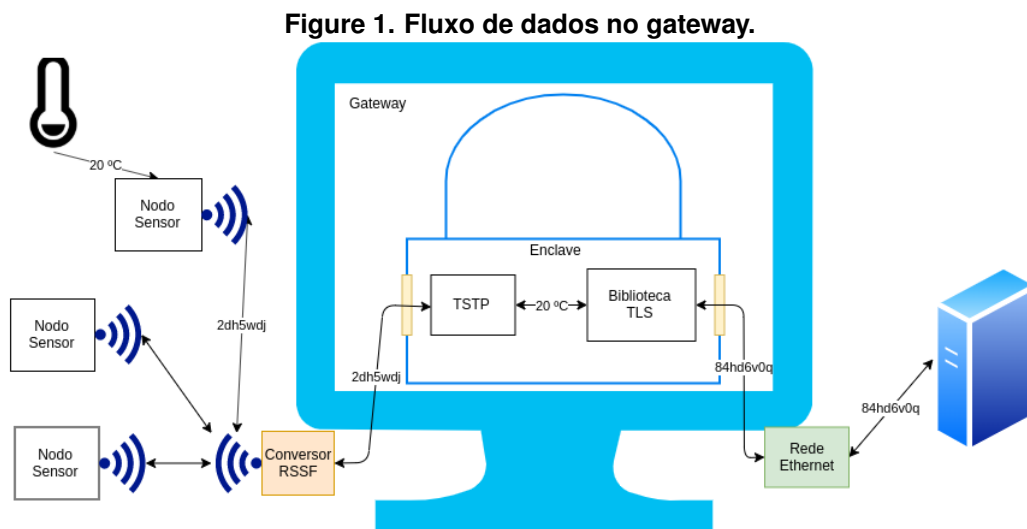 Figure 1. Fluxo de dados no gateway.
Gateway
20 ºC
Nodo
Sensor
Enclave
TSTP
20 ºC
Biblioteca
TLS
Nodo
Sensor
2dh5wdj
2dh5wdj
84hd6v0q
84hd6v0q
Nodo
Sensor
Conversor
RSSF
Rede
Ethernet